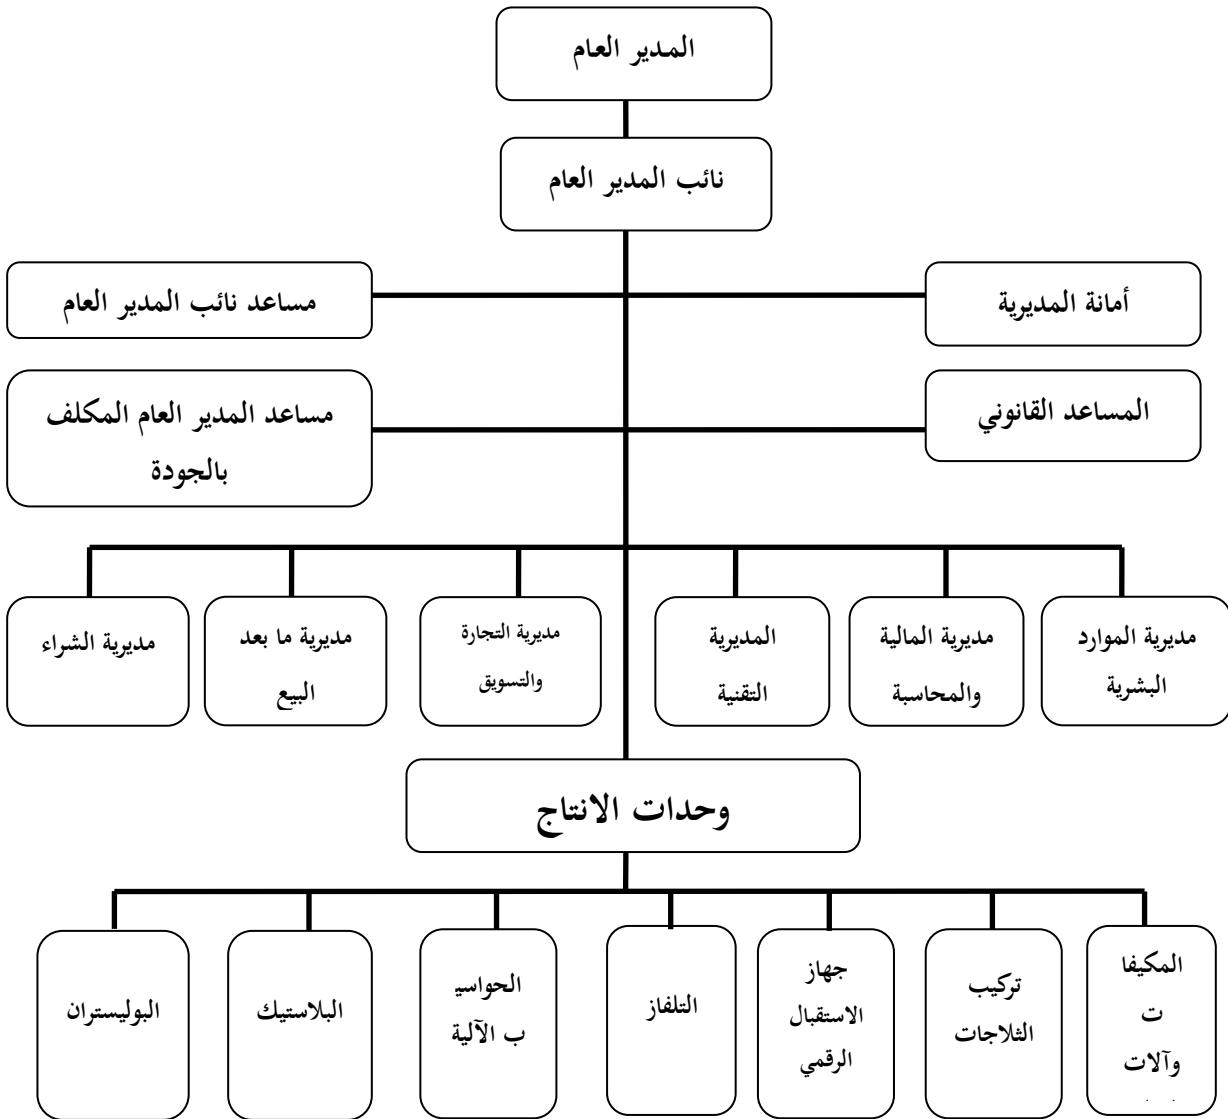 المدير العام
نائب المدير العام
أمانة المديرية
مساعد نائب المدير العام
المساعد القانوني
مساعد المدير العام المكلف
بالجودة
مديرية الموارد
البشرية
مديرية المالية
والمحاسبة
المديرية
التقنية
مديرية التجارة
والتسويق
مديرية ما بعد
البيع
مديرية الشراء
وحدات الانتاج
المكيفا
ت
وآلات
تركيب
الثلاجات
جهاز
الاستقبال
الرقمي
التلفاز
الحواسيـ
ب الآلية
البلاستيك
البوليستران